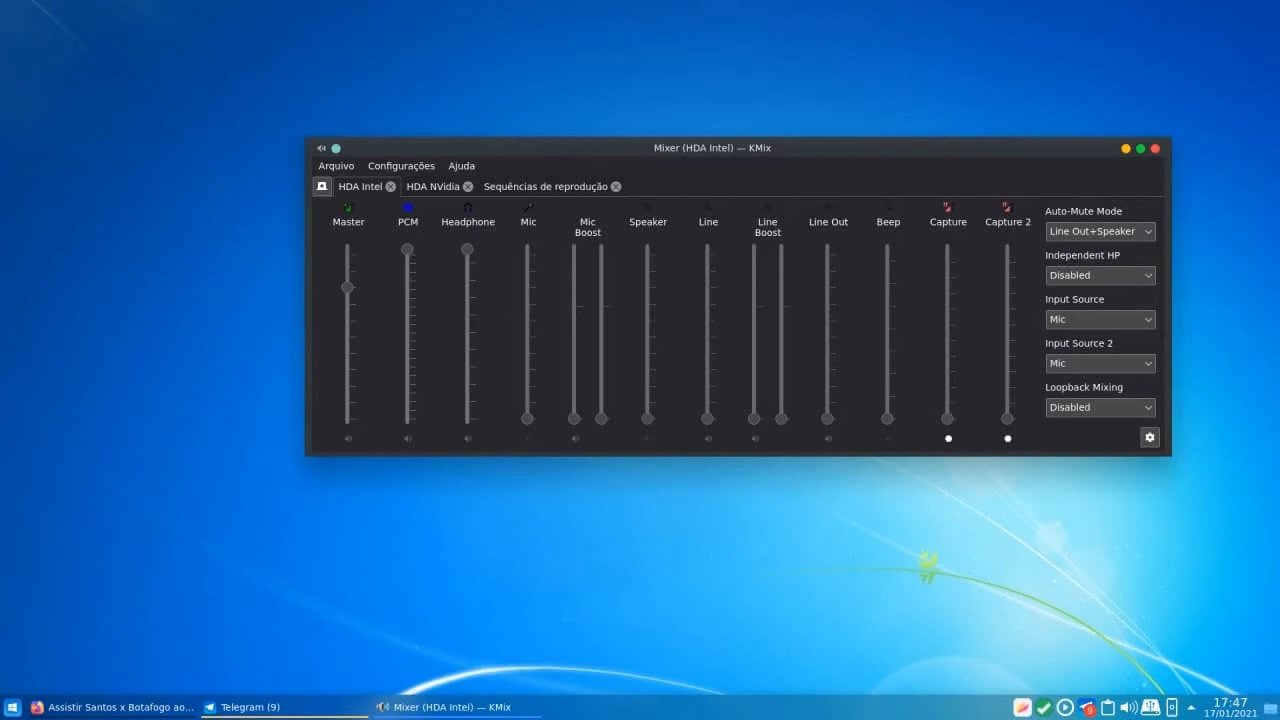 Mixer (HDA Intel) — KMix
Arquivo Configurações Ajuda
HDA Intel HDA NVidia Sequências de reprodução
Master PCM Headphone Mic Mic Boost Speaker Line Line Boost Line Out Beep Capture Capture 2
Auto-Mute Mode
Line Out+Speaker
Independent HP
Disabled
Input Source
Mic
Input Source 2
Mic
Loopback Mixing
Disabled
Assistir Santos x Botafogo ao... Telegram (9) Mixer (HDA Intel) — KMix 9 17:47
17/01/2021